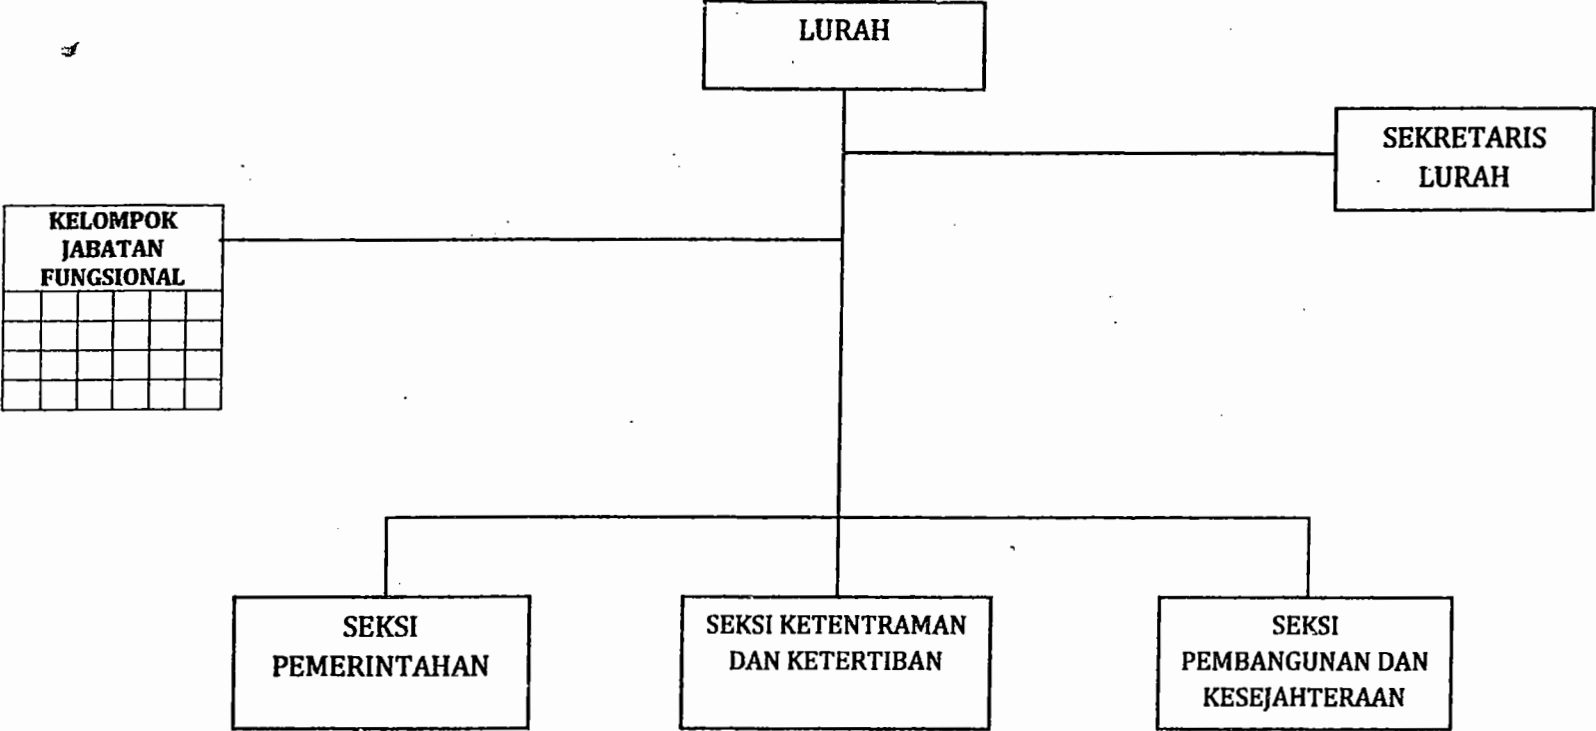 LURAH
SEKRETARIS
LURAH
KELOMPOK
JABATAN
FUNGSIONAL
SEKSI
PEMERINTAHAN
SEKSI KETENTRAMAN
DAN KETERTIBAN
SEKSI
PEMBANGUNAN DAN
KESEJAHTERAAN